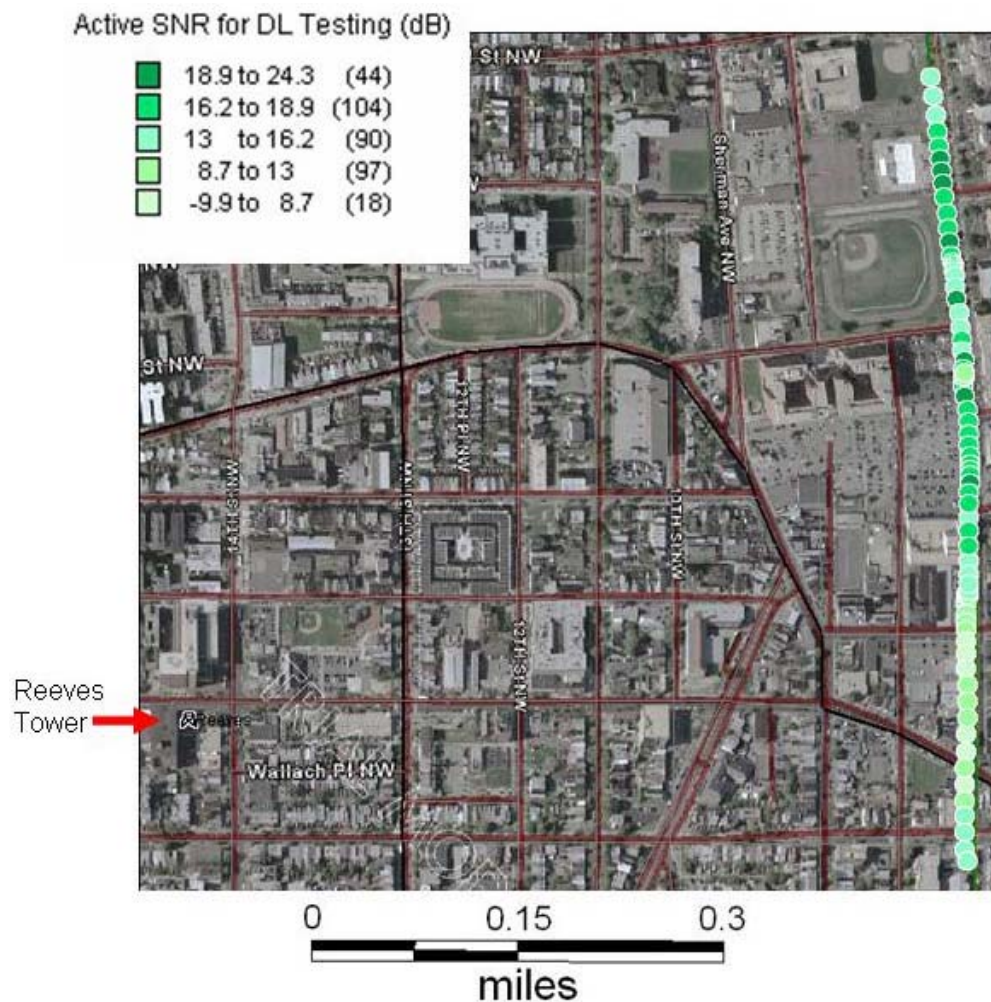 Active SNR for DL Testing (dB)
18.9 to 24.3 (44)
16.2 to 18.9 (104)
13 to 16.2 (90)
8.7 to 13 (97)
-9.9 to 8.7 (18)
St NW
Sherman Ave NW
NW
St NW
12TH PL NW
14TH St NW
12TH St NW
Reeves
Tower
Reeves
Wallach Pl NW
0 0.15 0.3
miles